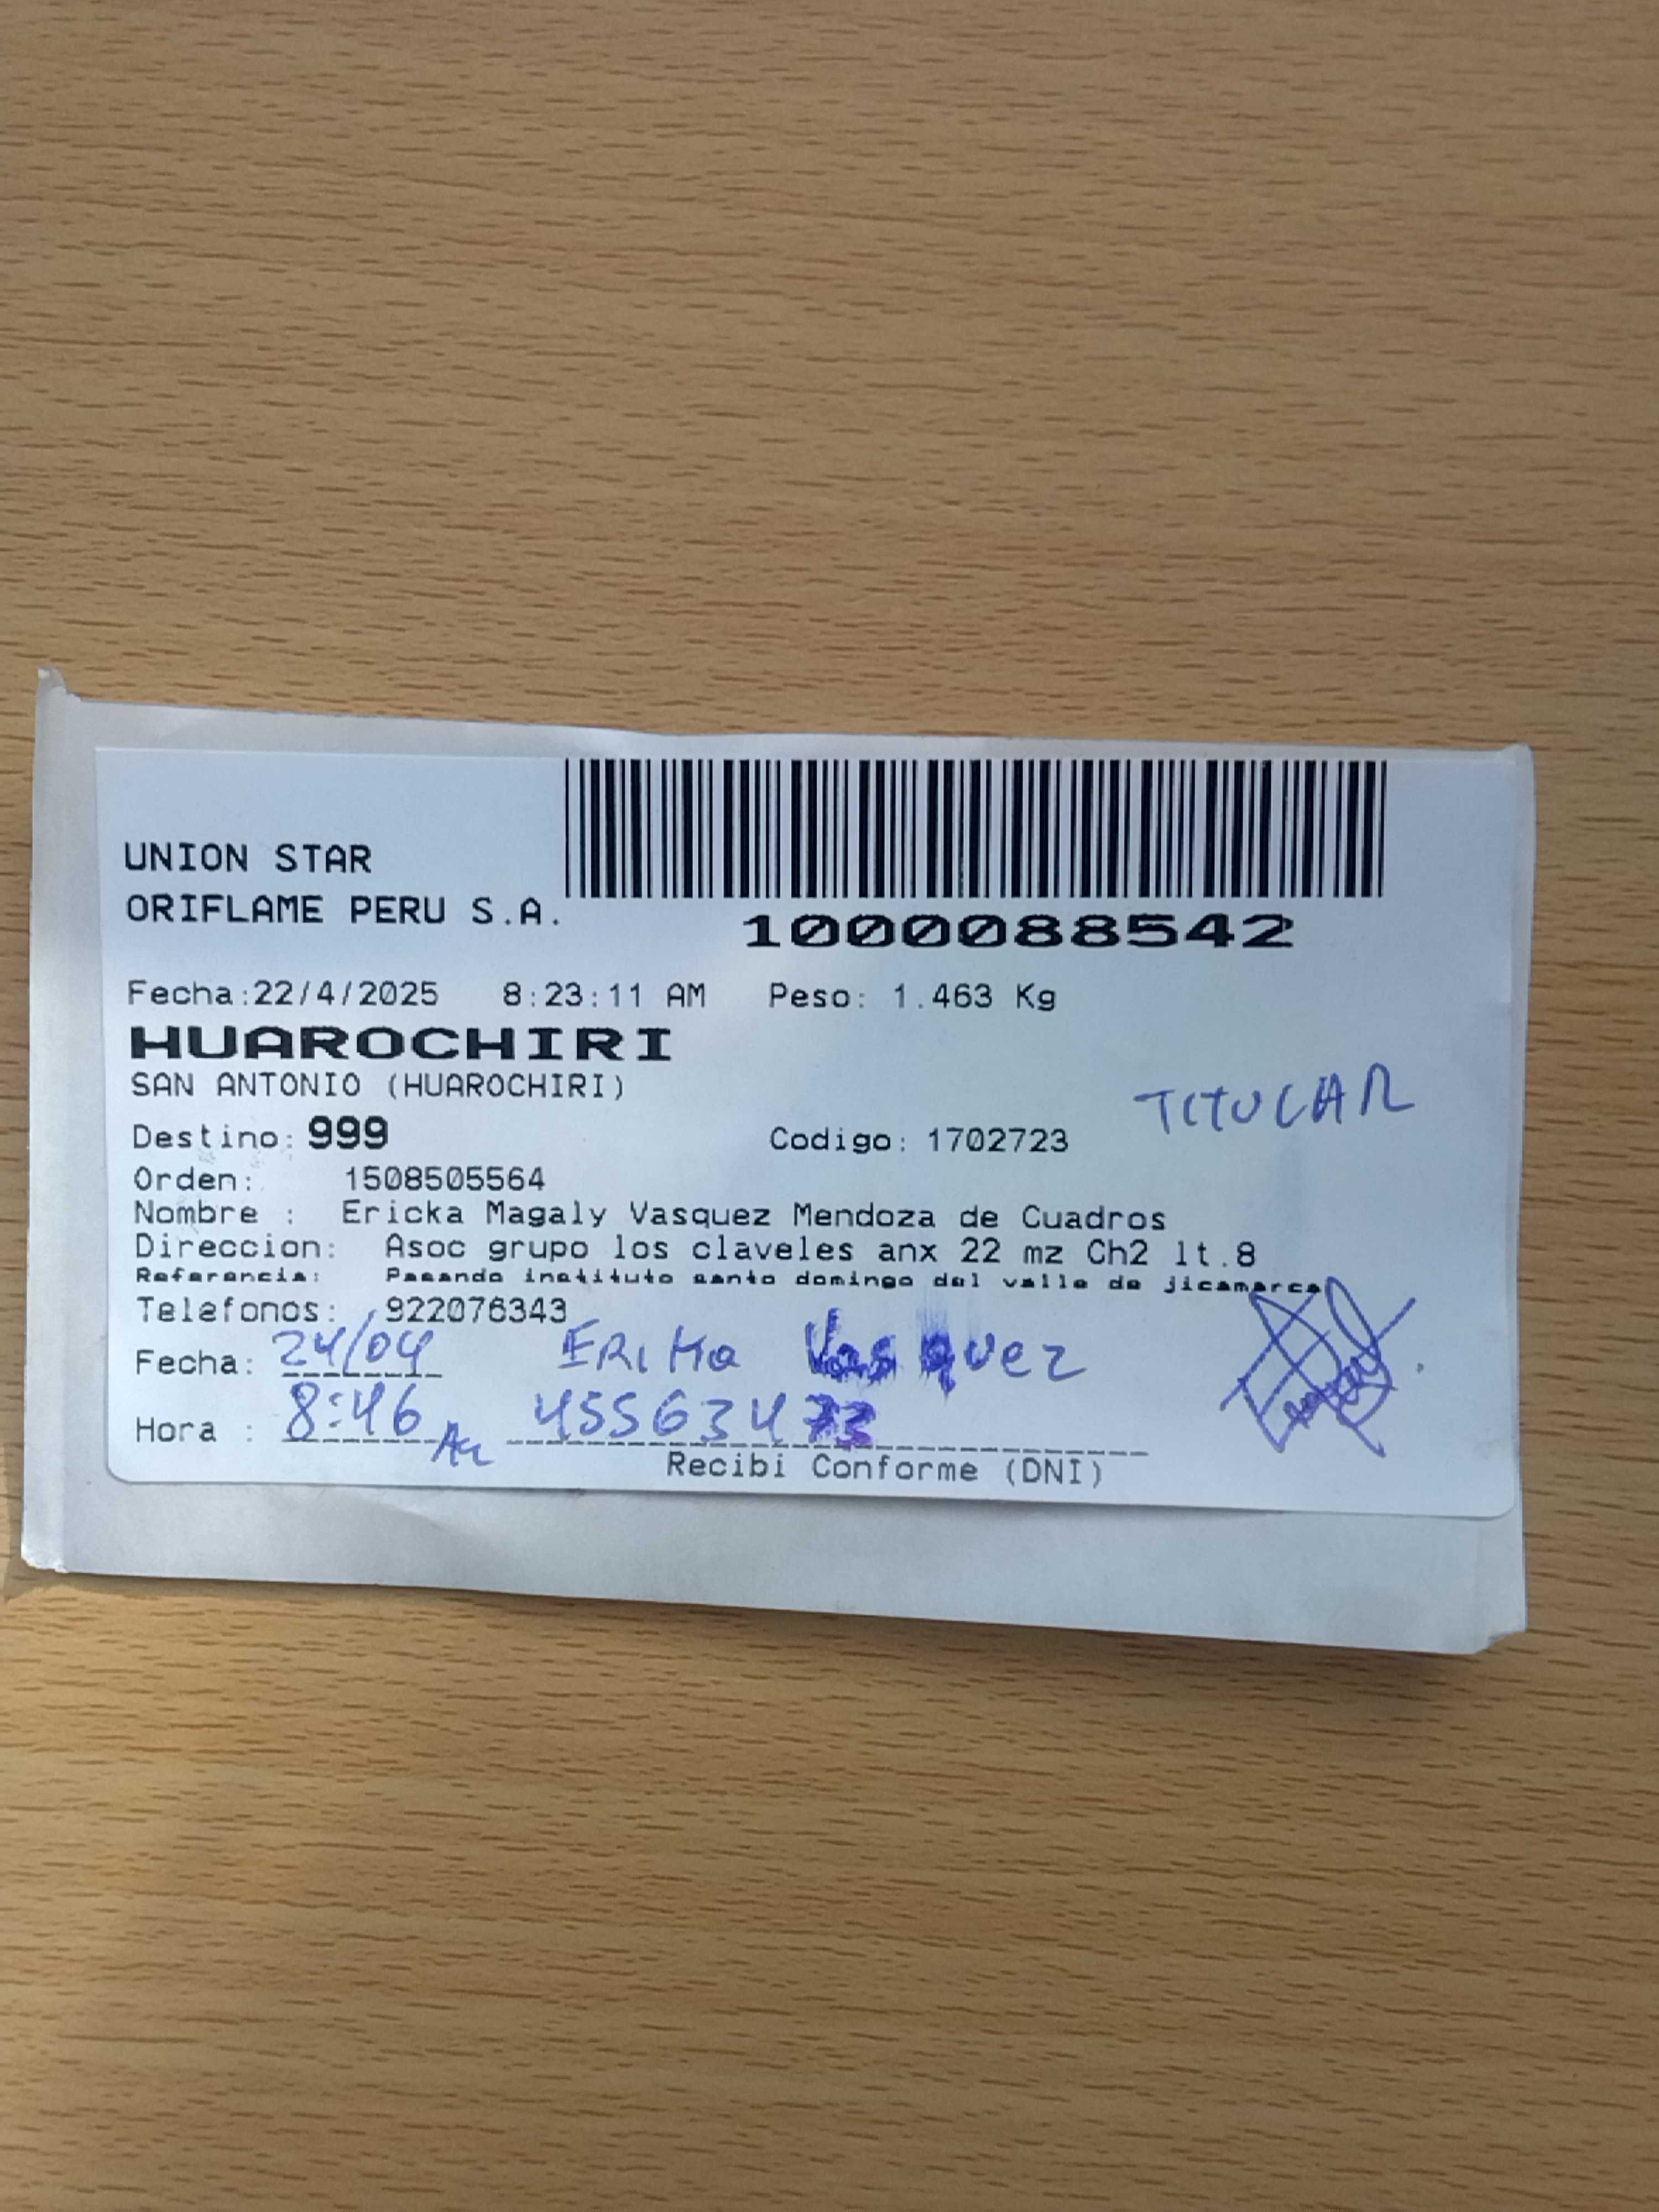 UNION STAR
ORIFLAME PERU S.A.
1000088542
Fecha:22/4/2025 8:23:11 AM Peso: 1.463 Kg
HUAROCHIRI
SAN ANTONIO (HUAROCHIRI)
TITULAR
Destino: 999 Codigo: 1702723
Orden: 1508505564
Nombre : Ericka Magaly Vasquez Mendoza de Cuadros
Direccion: Asoc grupo los claveles anx 22 mz Ch2 lt.8
Referencia: Pasando instituto santo domingo del valle de jicamarca
Telefonos: 922076343
Fecha: 24/04 ERIKA Vasquez
Hora : 8:46 Am
Recibi Conforme (DNI)